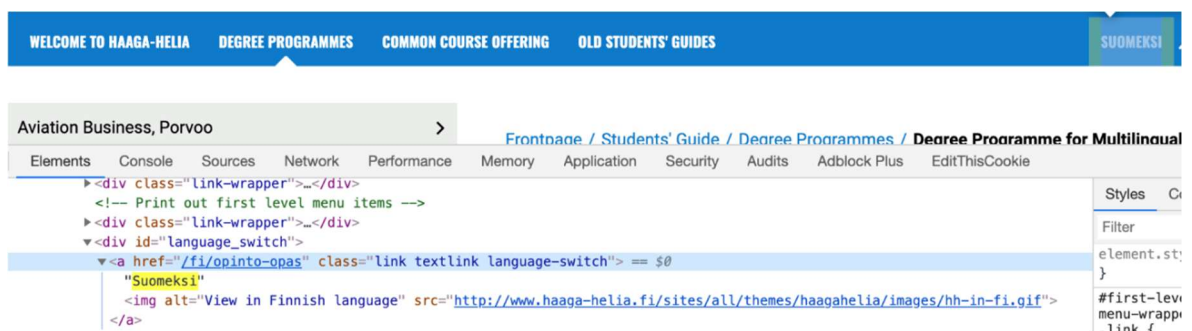 WELCOME TO HAAGA-HELIA DEGREE PROGRAMMES COMMON COURSE OFFERING OLD STUDENTS' GUIDES SUOMEKSI
Aviation Business, Porvoo
Frontpage / Students' Guide / Degree Programmes / Degree Programme for Multilingual
Elements Console Sources Network Performance Memory Application Security Audits Adblock Plus EditThisCookie
▶<div class="link-wrapper">…</div>
<!-- Print out first level menu items -->
▶<div class="link-wrapper">…</div>
▼<div id="language_switch">
▼<a href="/fi/opinto-opas" class="link textlink language-switch"> == $0
"Suomeksi"
<img alt="View in Finnish language" src="http://www.haaga-helia.fi/sites/all/themes/haagahelia/images/hh-in-fi.gif">
</a>
Styles Co
Filter
element.sty
}
#first-leve
menu-wrappe
.link {